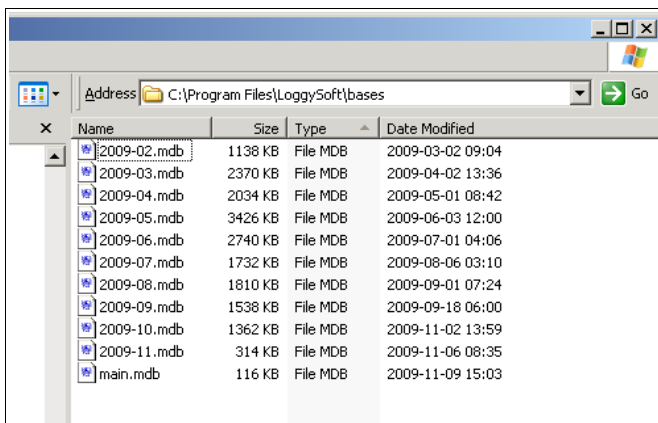 Address C:\Program Files\LoggySoft\bases Go
Name Size Type Date Modified
2009-02.mdb 1138 KB File MDB 2009-03-02 09:04
2009-03.mdb 2370 KB File MDB 2009-04-02 13:36
2009-04.mdb 2034 KB File MDB 2009-05-01 08:42
2009-05.mdb 3426 KB File MDB 2009-06-03 12:00
2009-06.mdb 2740 KB File MDB 2009-07-01 04:06
2009-07.mdb 1732 KB File MDB 2009-08-06 03:10
2009-08.mdb 1810 KB File MDB 2009-09-01 07:24
2009-09.mdb 1538 KB File MDB 2009-09-18 06:00
2009-10.mdb 1362 KB File MDB 2009-11-02 13:59
2009-11.mdb 314 KB File MDB 2009-11-06 08:35
main.mdb 116 KB File MDB 2009-11-09 15:03